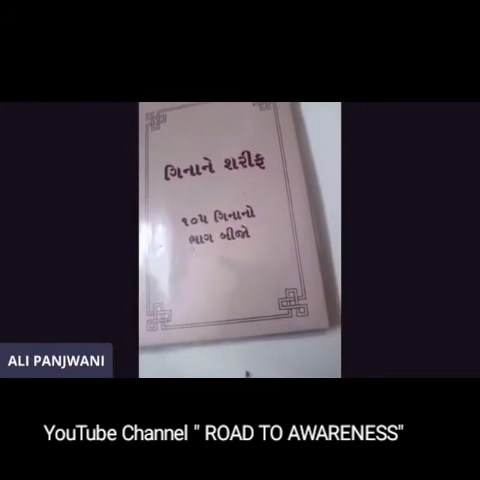 ગિનાને શરીફ
૧૦૫ ગિનાનો
ભાગ બીજો
ALI PANJWANI
YouTube Channel " ROAD TO AWARENESS"